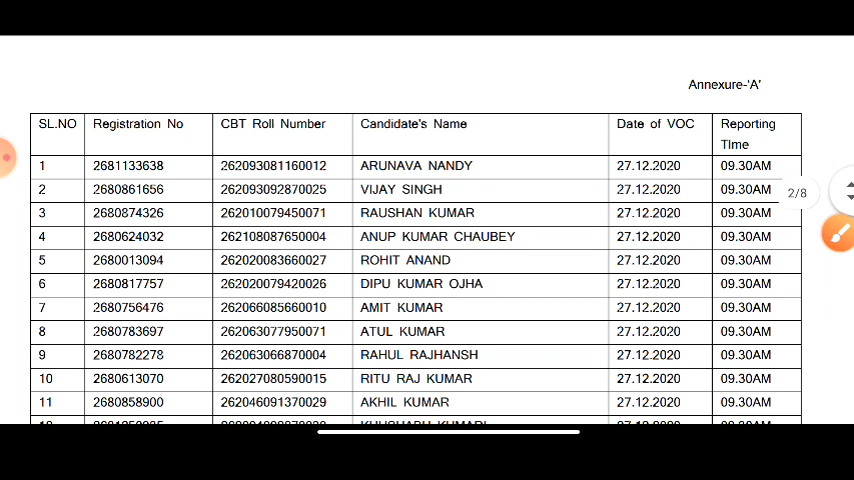 Annexure-'A'
SL.NO Registration No CBT Roll Number Candidate's Name Date of VOC Reporting TIme
1 2681133638 262093081160012 ARUNAVA NANDY 27.12.2020 09.30AM
2 2680861656 262093092870025 VIJAY SINGH 27.12.2020 09.30AM
2/8
3 2680874326 262010079450071 RAUSHAN KUMAR 27.12.2020 09.30AM
4 2680624032 262108087650004 ANUP KUMAR CHAUBEY 27.12.2020 09.30AM
5 2680013094 262020083660027 ROHIT ANAND 27.12.2020 09.30AM
6 2680817757 262020079420026 DIPU KUMAR OJHA 27.12.2020 09.30AM
7 2680756476 262066085660010 AMIT KUMAR 27.12.2020 09.30AM
8 2680783697 262063077950071 ATUL KUMAR 27.12.2020 09.30AM
9 2680782278 262063066870004 RAHUL RAJHANSH 27.12.2020 09.30AM
10 2680613070 262027080590015 RITU RAJ KUMAR 27.12.2020 09.30AM
11 2680858900 262046091370029 AKHIL KUMAR 27.12.2020 09.30AM